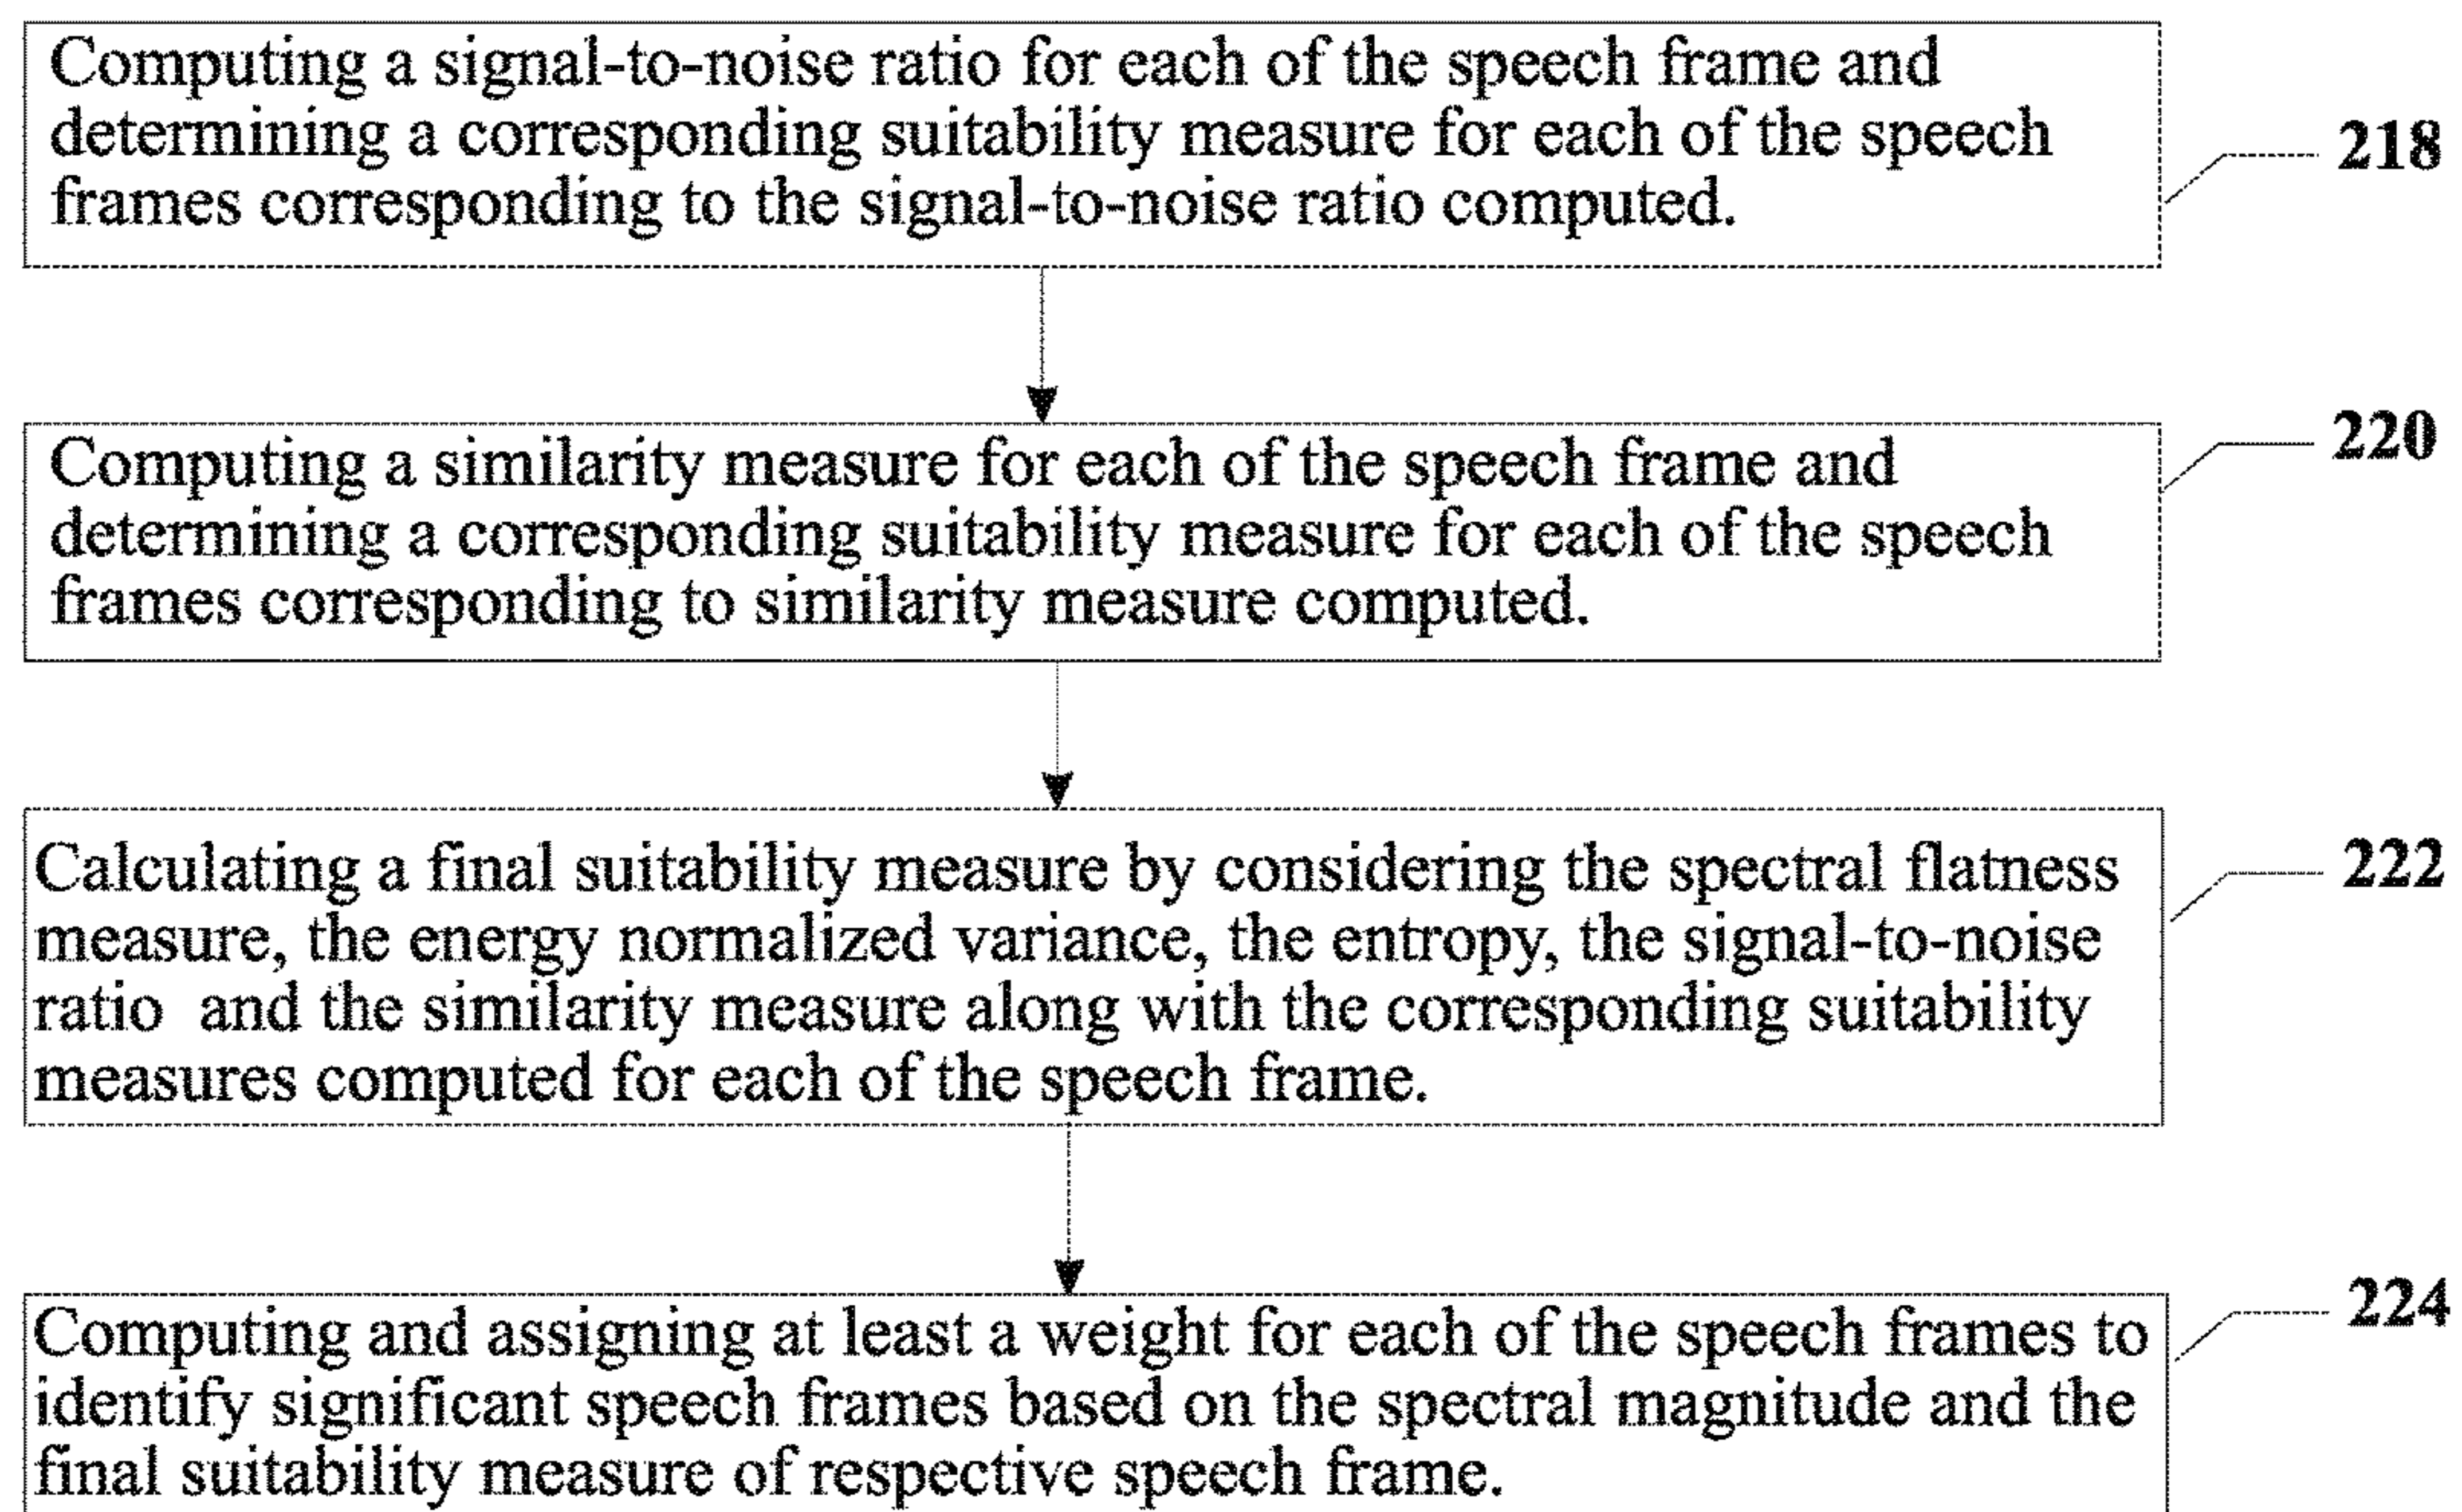 Computing a signal-to-noise ratio for each of the speech frame and
determining a corresponding suitability measure for each of the speech
frames corresponding to the signal-to-noise ratio computed.
218
Computing a similarity measure for each of the speech frame and
determining a corresponding suitability measure for each of the speech
frames corresponding to similarity measure computed.
220
Calculating a final suitability measure by considering the spectral flatness
measure, the energy normalized variance, the entropy, the signal-to-noise
ratio and the similarity measure along with the corresponding suitability
measures computed for each of the speech frame.
222
Computing and assigning at least a weight for each of the speech frames to
identify significant speech frames based on the spectral magnitude and the
final suitability measure of respective speech frame.
224